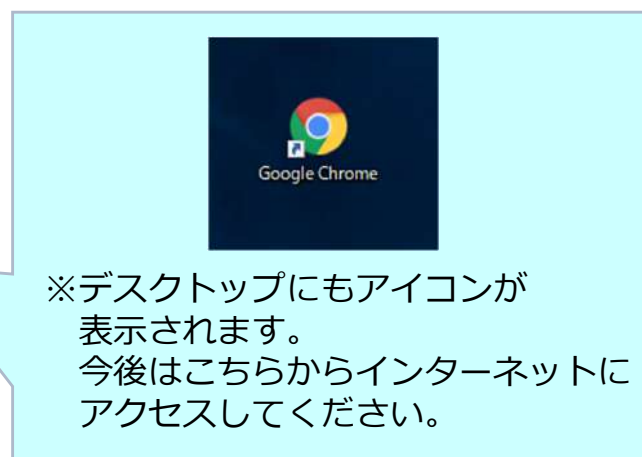 Google Chrome
※デスクトップにもアイコンが
表示されます。
今後はこちらからインターネットに
アクセスしてください。